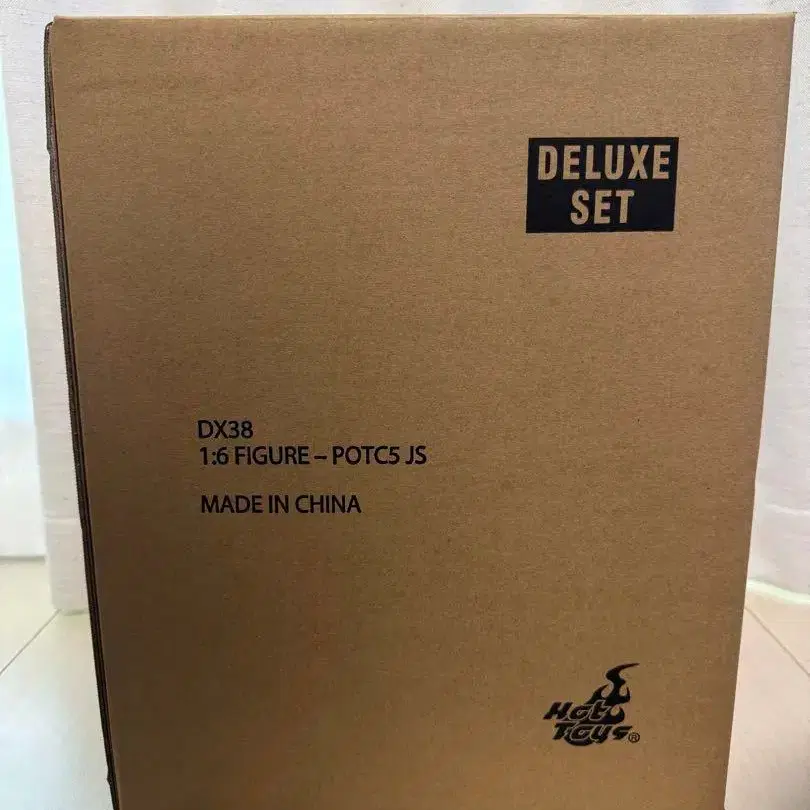 DELUXE
SET
DX38
1:6 FIGURE – POTC5 JS
MADE IN CHINA
Hot
Toys®